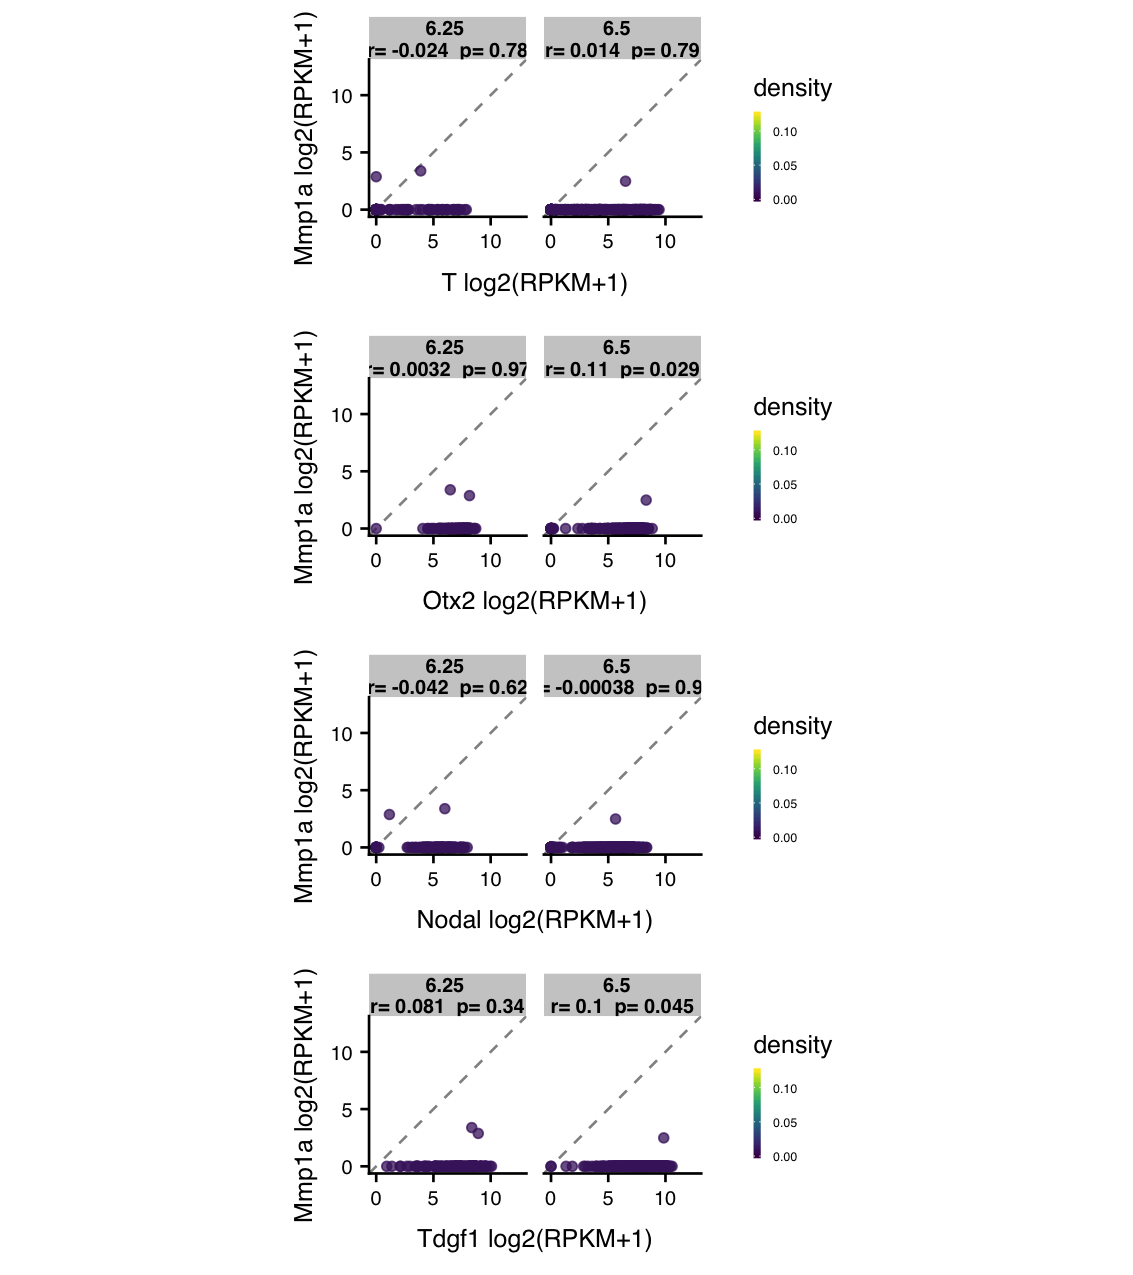 6.25 6.5
r= -0.024 p= 0.78 r= 0.014 p= 0.79
Mmp1a log2(RPKM+1)
10
5
0
0 5 10 0 5 10
T log2(RPKM+1)
density
0.10
0.05
0.00
6.25 6.5
r= 0.0032 p= 0.97 r= 0.11 p= 0.029
Mmp1a log2(RPKM+1)
10
5
0
0 5 10 0 5 10
Otx2 log2(RPKM+1)
density
0.10
0.05
0.00
6.25 6.5
r= -0.042 p= 0.62 = -0.00038 p= 0.9
Mmp1a log2(RPKM+1)
10
5
0
0 5 10 0 5 10
Nodal log2(RPKM+1)
density
0.10
0.05
0.00
6.25 6.5
r= 0.081 p= 0.34 r= 0.1 p= 0.045
Mmp1a log2(RPKM+1)
10
5
0
0 5 10 0 5 10
Tdgf1 log2(RPKM+1)
density
0.10
0.05
0.00